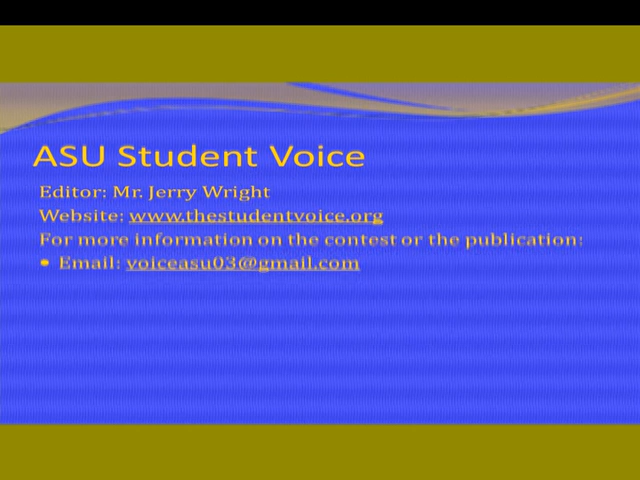 ASU Student Voice
Editor: Mr. Jerry Wright
Website: www.thestudentvoice.org
For more information on the contest or the publication:
• Email: voiceasu03@gmail.com